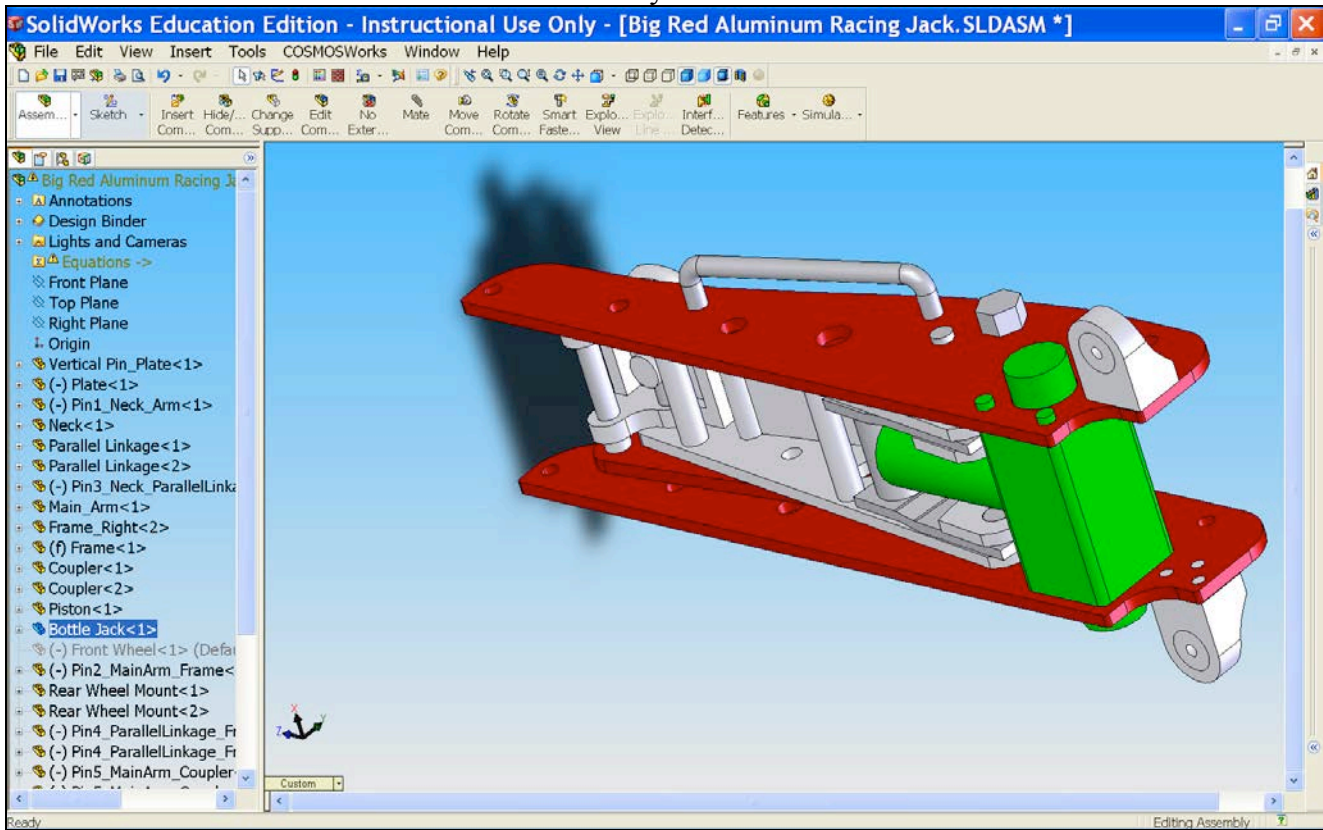 SolidWorks Education Edition - Instructional Use Only - [Big Red Aluminum Racing Jack.SLDASM *]
File Edit View Insert Tools COSMOSWorks Window Help
Assem... Sketch Insert Com... Hide/... Com... Change Supp... Edit Com... No Exter... Mate Move Com... Rotate Com... Smart Faste... Explo... View Explo... Line ... Interf... Detec... Features Simula...
Big Red Aluminum Racing Ja
Annotations
Design Binder
Lights and Cameras
Equations ->
Front Plane
Top Plane
Right Plane
Origin
Vertical Pin_Plate<1>
(-) Plate<1>
(-) Pin1_Neck_Arm<1>
Neck<1>
Parallel Linkage<1>
Parallel Linkage<2>
(-) Pin3_Neck_ParallelLinka
Main_Arm<1>
Frame_Right<2>
(f) Frame<1>
Coupler<1>
Coupler<2>
Piston<1>
Bottle Jack<1>
(-) Front Wheel<1> (Defau
(-) Pin2_MainArm_Frame<
Rear Wheel Mount<1>
Rear Wheel Mount<2>
(-) Pin4_ParallelLinkage_Fr
(-) Pin4_ParallelLinkage_Fr
(-) Pin5_MainArm_Coupler
X
Y
Z
Custom
Ready
Editing Assembly